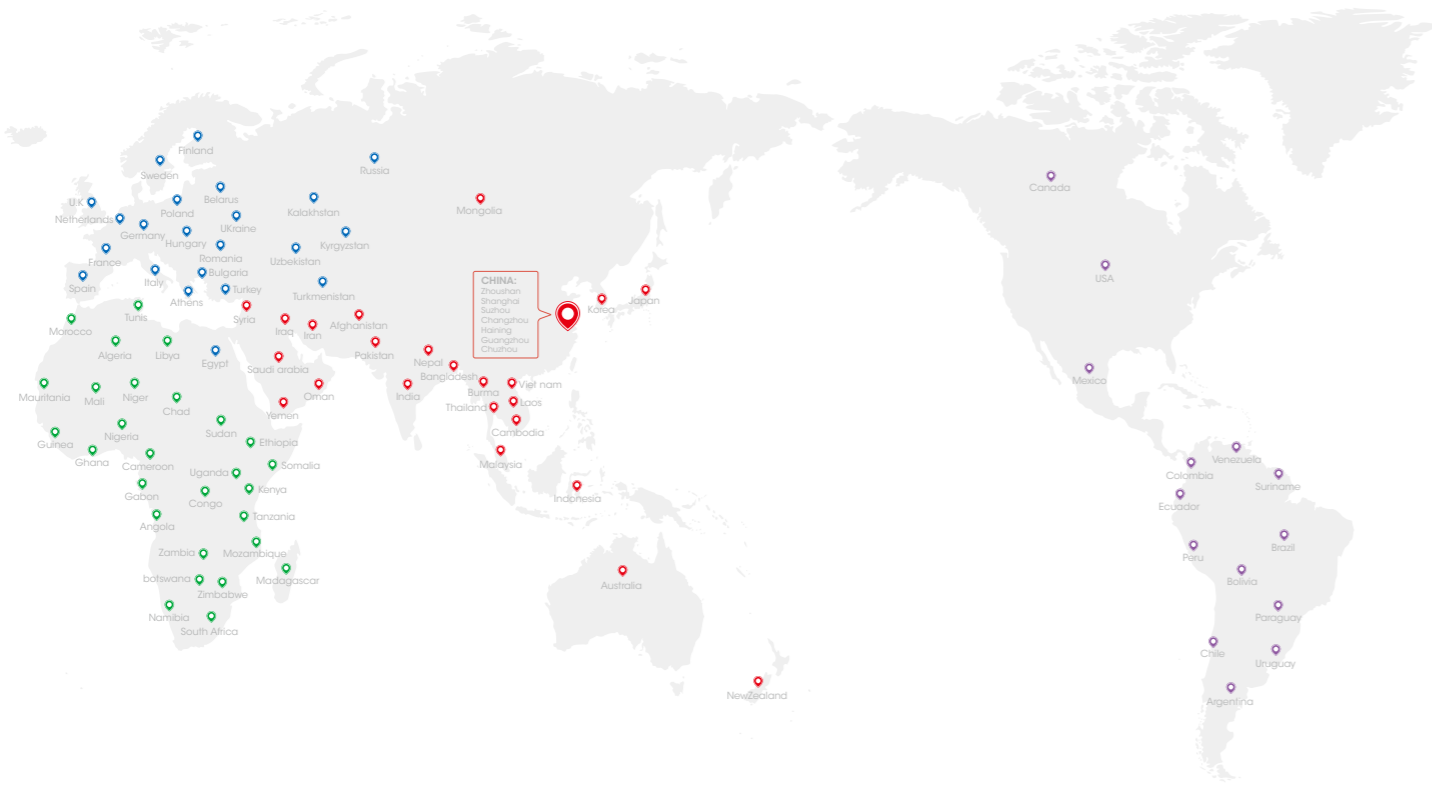 Finland
Sweden
Russia
Canada
U.K
Belarus
Netherlands
Poland
Kalakhstan
Mongolia
Germany
UKraine
Hungary
Kyrgyzstan
France
Romania
Uzbekistan
Italy
Bulgaria
USA
Spain
Athens
Turkey
Turkmenistan
CHINA:
Zhoushan
Shanghai
Suzhou
Changzhou
Haining
Guangzhou
Chuzhou
Korea
Japan
Morocco
Tunis
Syria
Iraq
Iran
Afghanistan
Algeria
Libya
Egypt
Saudi arabia
Pakistan
Nepal
Bangladesh
Mexico
Mauritania
Mali
Niger
Chad
Oman
India
Burma
Viet nam
Yemen
Thailand
Laos
Guinea
Nigeria
Sudan
Cambodia
Ghana
Cameroon
Ethiopia
Malaysia
Venezuela
Uganda
Somalia
Colombia
Gabon
Congo
Kenya
Indonesia
Suriname
Ecuador
Angola
Tanzania
Zambia
Mozambique
Peru
Brazil
botswana
Zimbabwe
Madagascar
Australia
Bolivia
Namibia
South Africa
Paraguay
Chile
Uruguay
NewZealand
Argentina